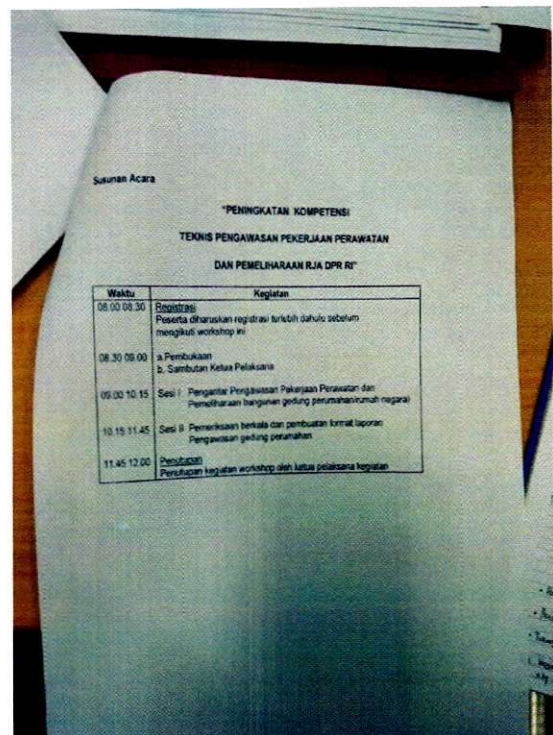 Susunan Acara
"PENINGKATAN KOMPETENSI
TEKNIS PENGAWASAN PEKERJAAN PERAWATAN
DAN PEMELIHARAAN RJA DPR RI"
Waktu Kegiatan
08.00 08.30 Registrasi
Peserta diharuskan registrasi terlebih dahulu sebelum
mengikuti workshop ini
08.30 09.00 a.Pembukaan
b. Sambutan Ketua Pelaksana
09.00 10.15 Sesi I Pengantar Pengawasan Pekerjaan Perawatan dan
Pemeliharaan bangunan gedung perumahan/rumah negara)
10.15 11.45 Sesi II Pemeriksaan berkala dan pembuatan format laporan
Pengawasan gedung perumahan
11.45 12.00 Penutupan
Penutupan kegiatan workshop oleh ketua pelaksana kegiatan